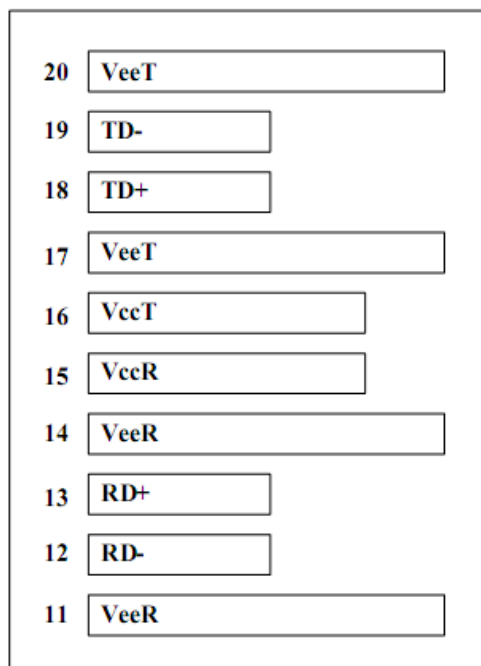 20 VeeT
19 TD-
18 TD+
17 VeeT
16 VccT
15 VccR
14 VeeR
13 RD+
12 RD-
11 VeeR